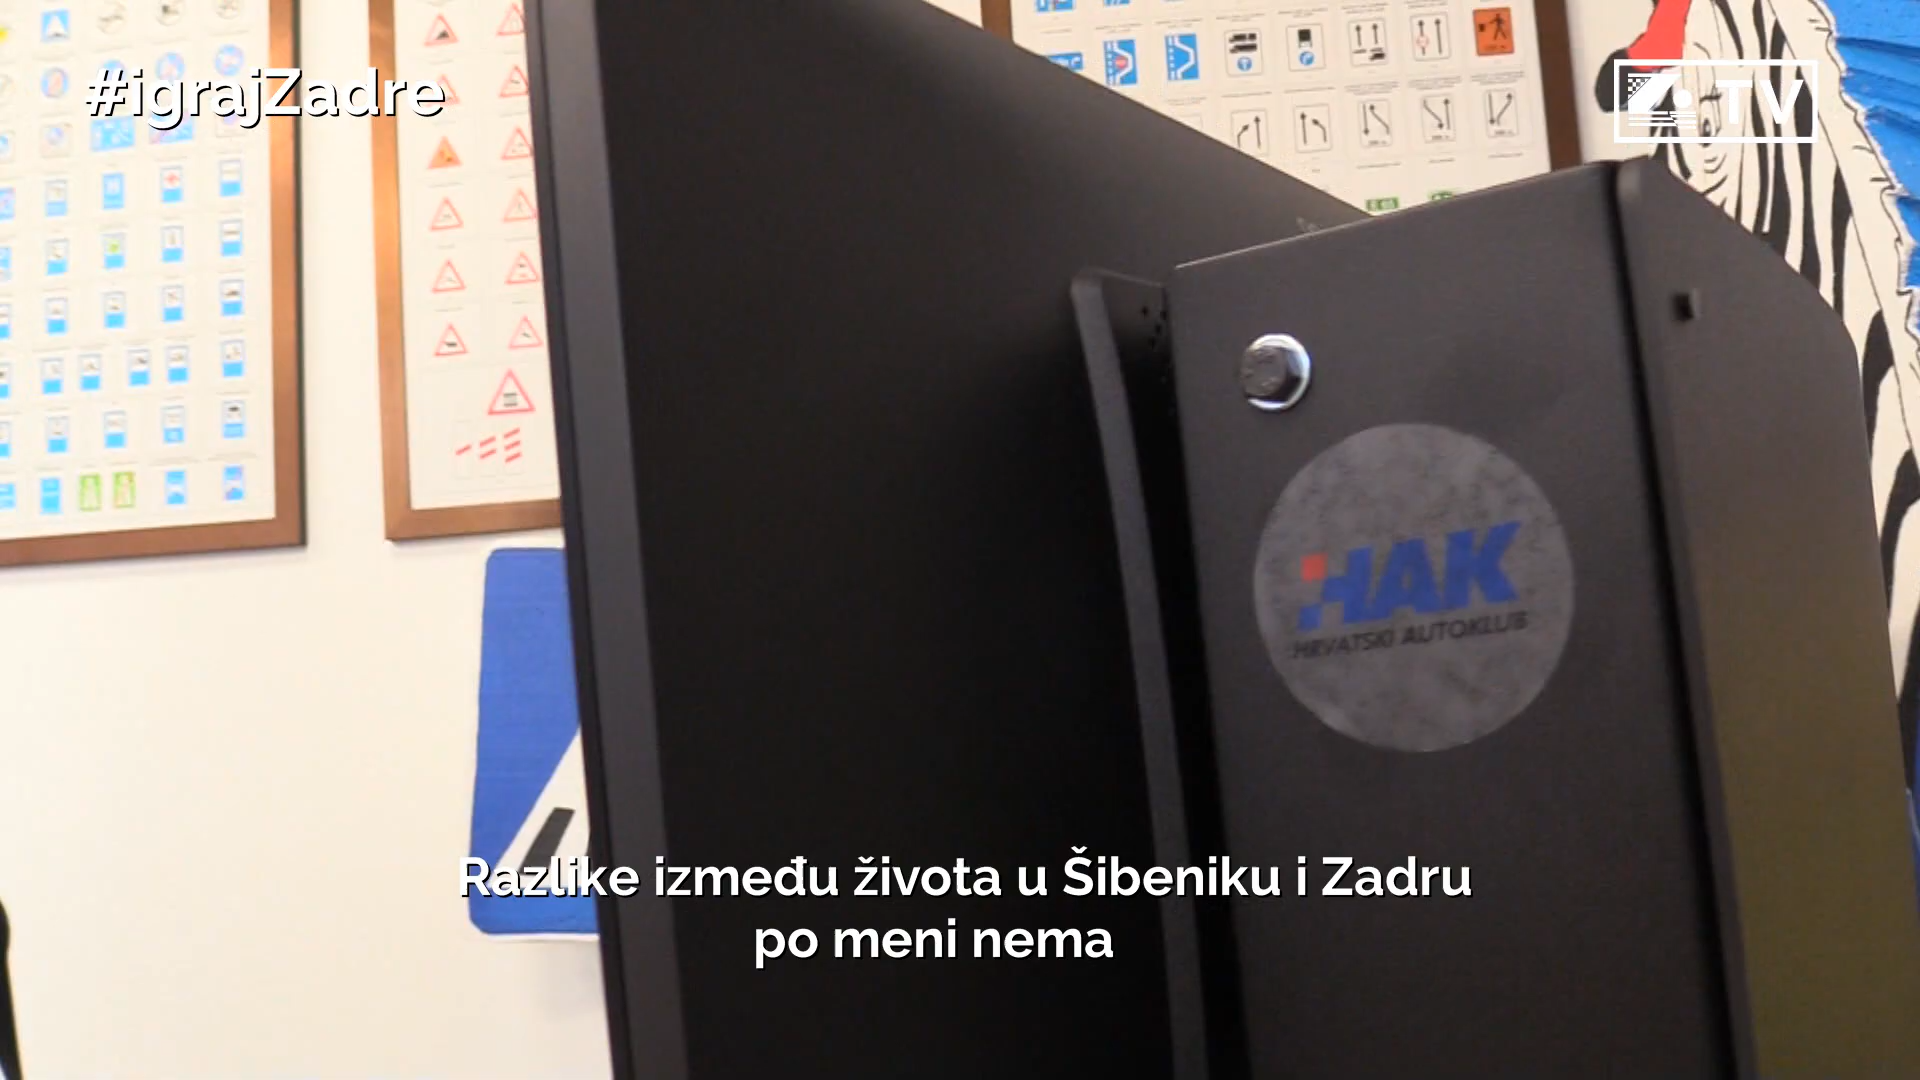 #igrajZadre
TV
HAK
HRVATSKI AUTOKLUB
Razlike između života u Šibeniku i Zadru
po meni nema